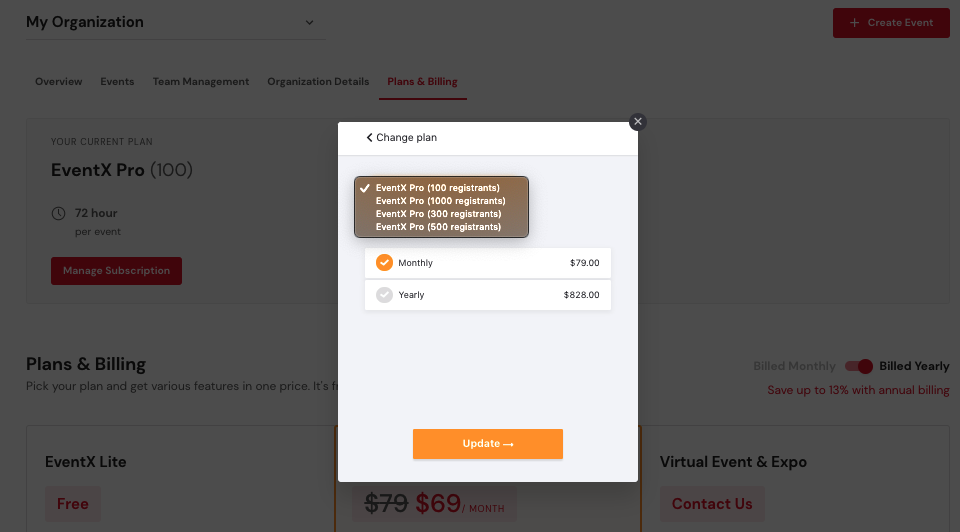 My Organization
+ Create Event
Overview Events Team Management Organization Details Plans & Billing
YOUR CURRENT PLAN
EventX Pro (100)
72 hour
per event
Manage Subscription
Change plan
EventX Pro (100 registrants)
EventX Pro (1000 registrants)
EventX Pro (300 registrants)
EventX Pro (500 registrants)
Monthly $79.00
Yearly $828.00
Update →
Plans & Billing
Pick your plan and get various features in one price. It's
Billed Monthly Billed Yearly
Save up to 13% with annual billing
EventX Lite
Free
$79 $69/ MONTH
Virtual Event & Expo
Contact Us